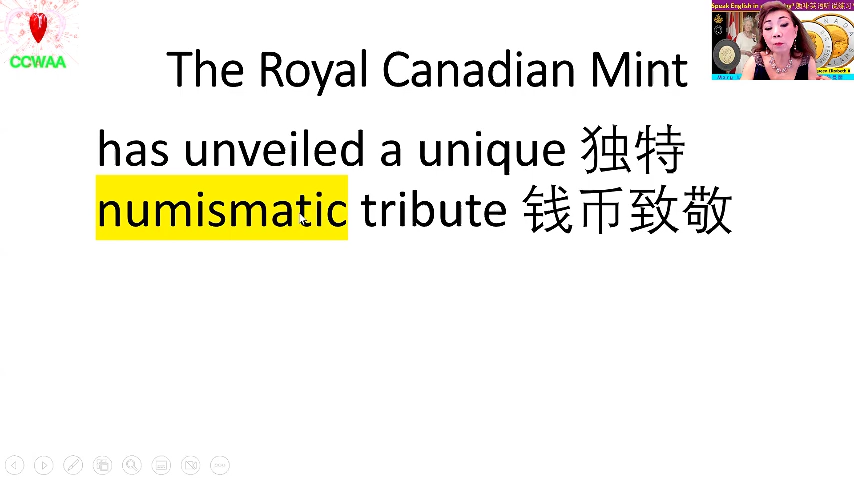 CCWAA
The Royal Canadian Mint
has unveiled a unique 独特
numismatic tribute 钱币致敬